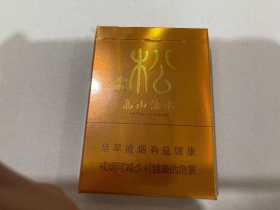 松
高山流水
尽早戒烟有益健康
戒烟可减少对健康的危害